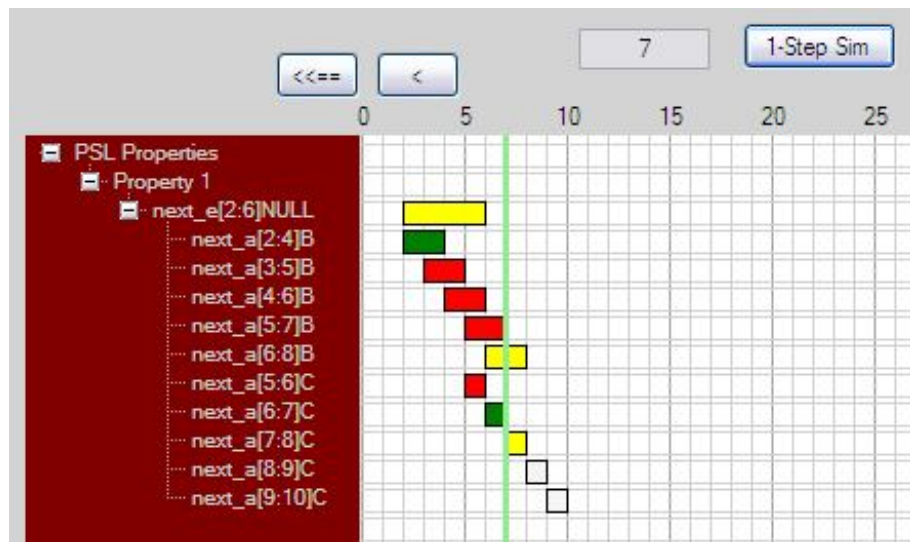 7
1-Step Sim
<<==
<
0 5 10 15 20 25
PSL Properties
Property 1
next_e[2:6]NULL
next_a[2:4]B
next_a[3:5]B
next_a[4:6]B
next_a[5:7]B
next_a[6:8]B
next_a[5:6]C
next_a[6:7]C
next_a[7:8]C
next_a[8:9]C
next_a[9:10]C